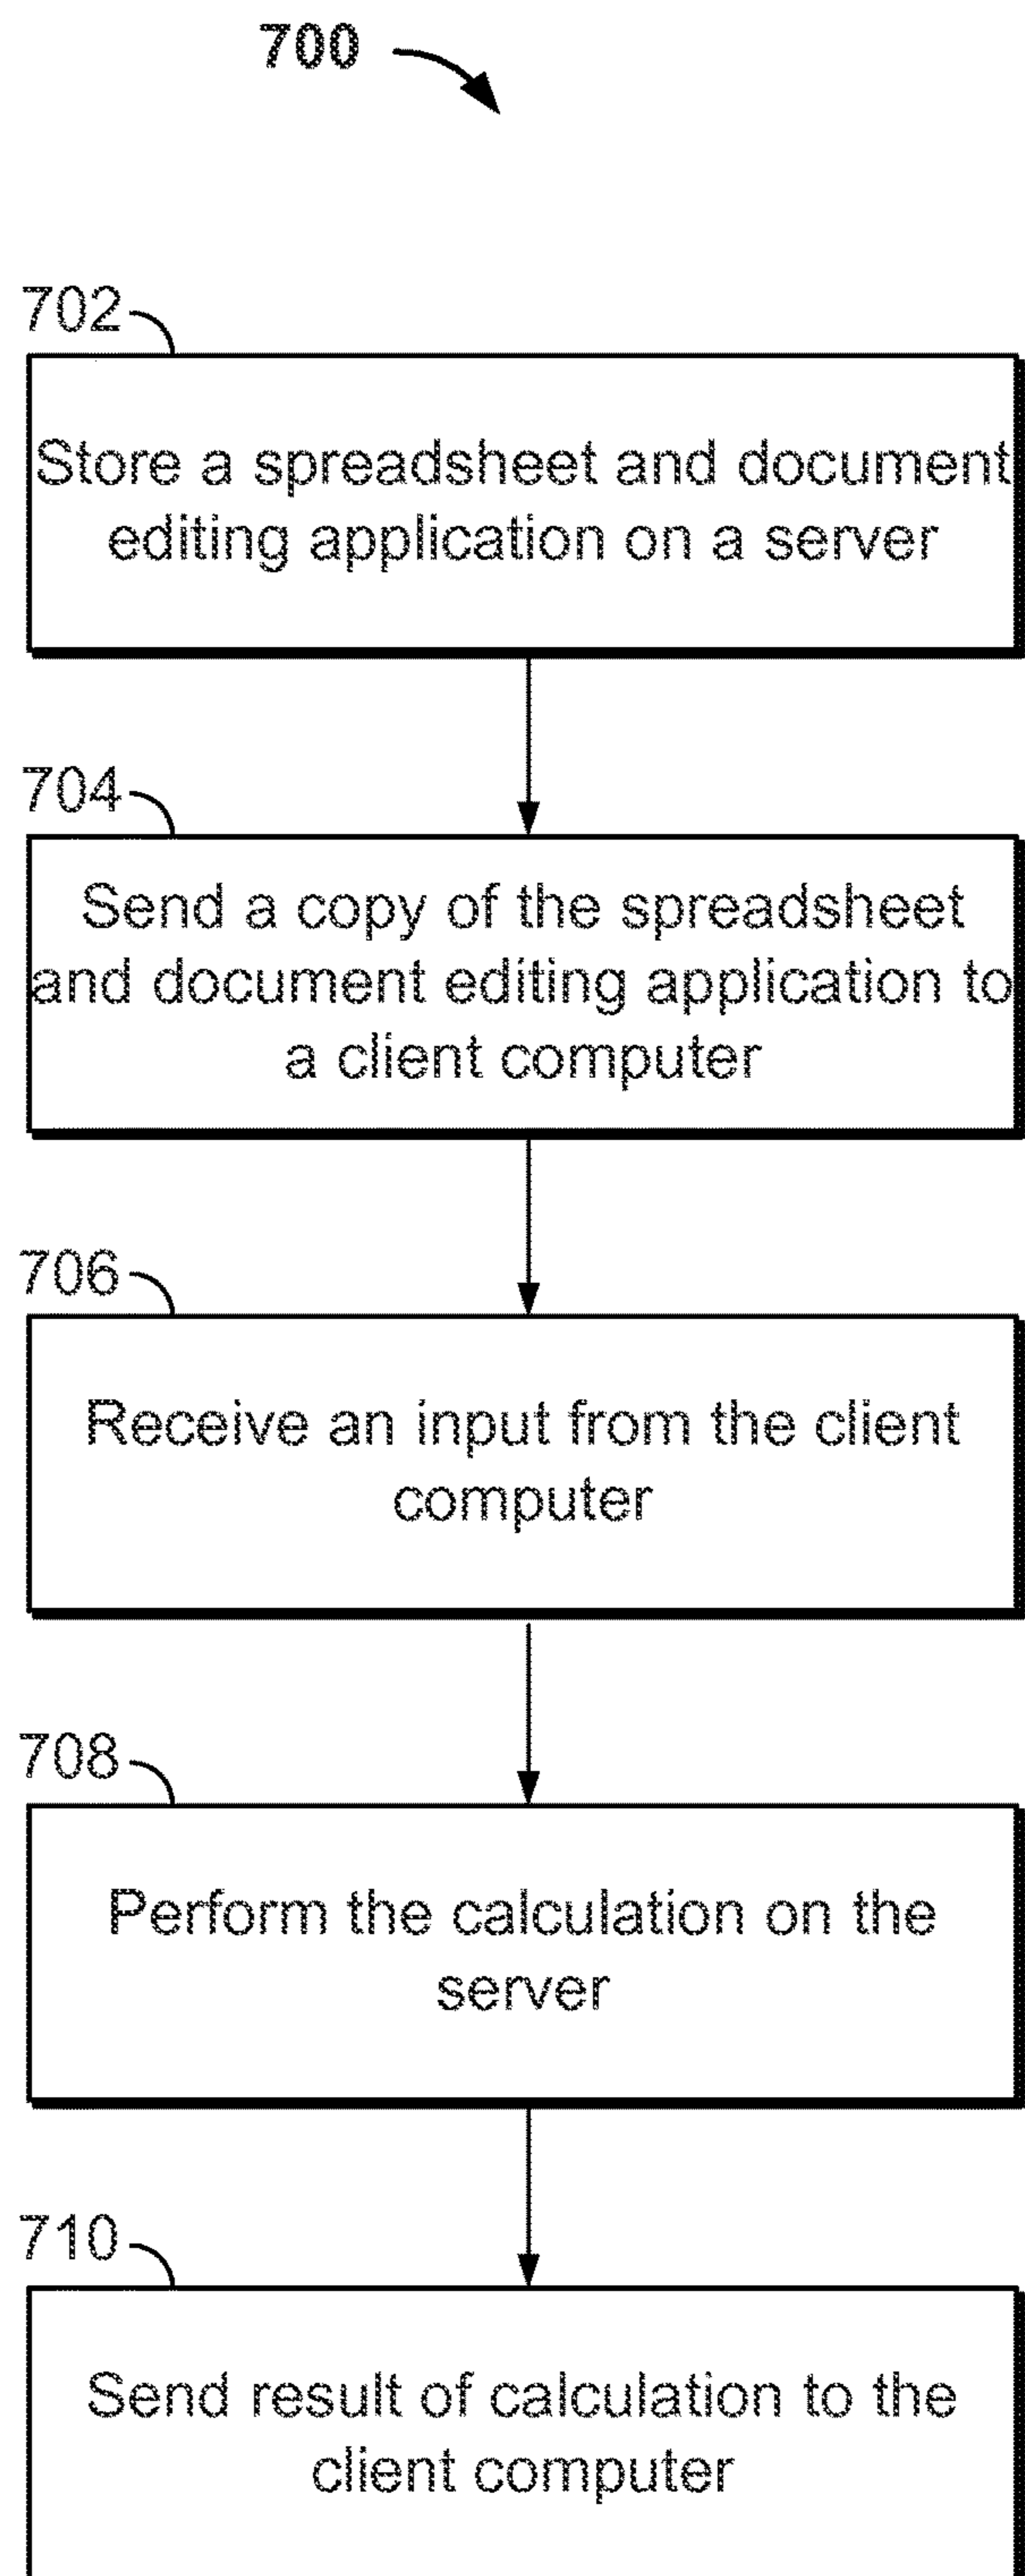 700
702
Store a spreadsheet and document
editing application on a server
704
Send a copy of the spreadsheet
and document editing application to
a client computer
706
Receive an input from the client
computer
708
Perform the calculation on the
server
710
Send result of calculation to the
client computer